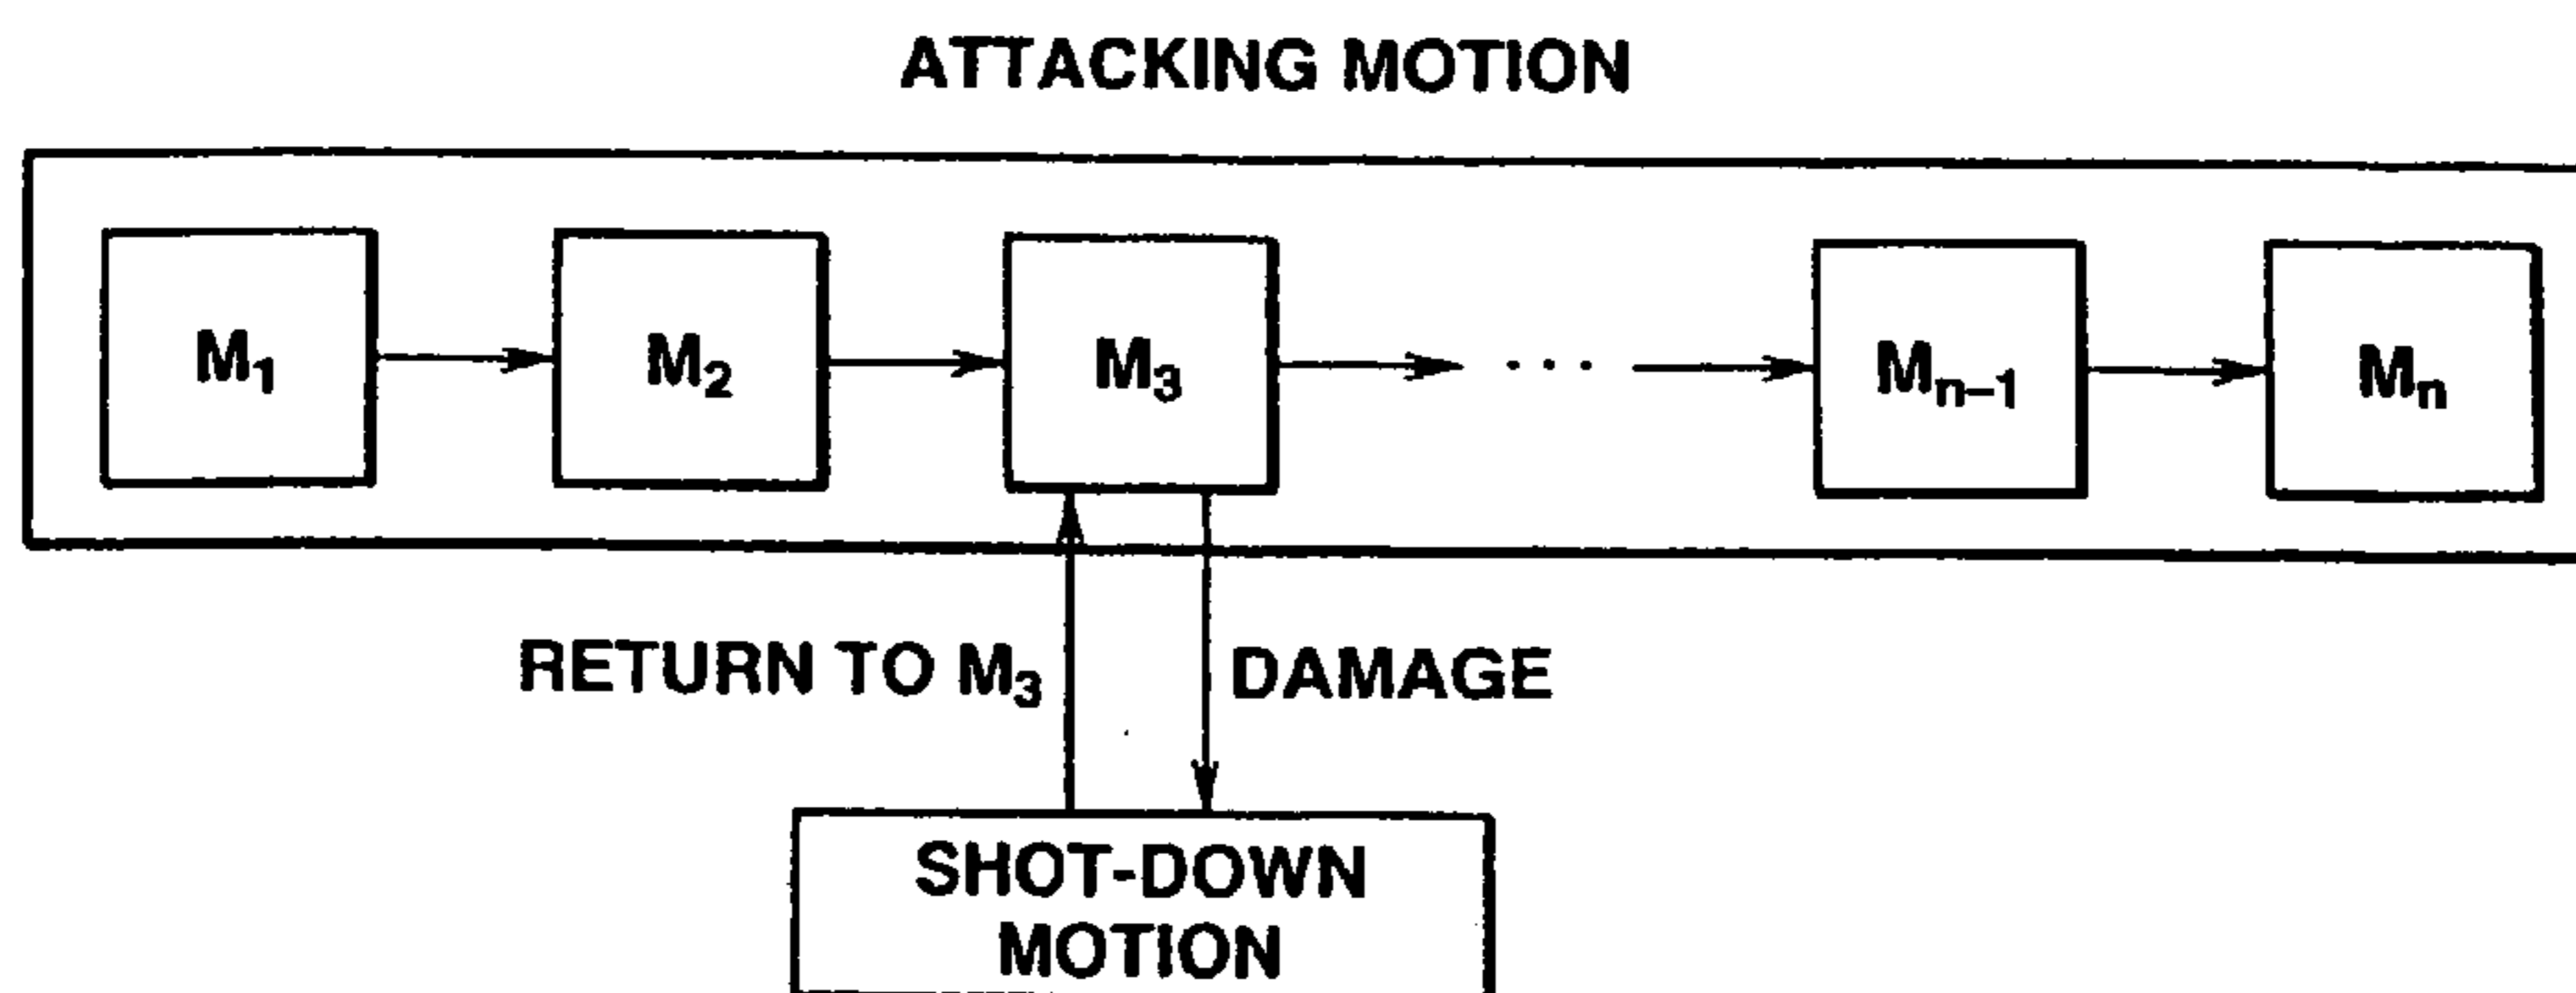 ATTACKING MOTION
M₁ M₂ M₃ . . . Mₙ₋₁ Mₙ
RETURN TO M₃ DAMAGE
SHOT-DOWN
MOTION